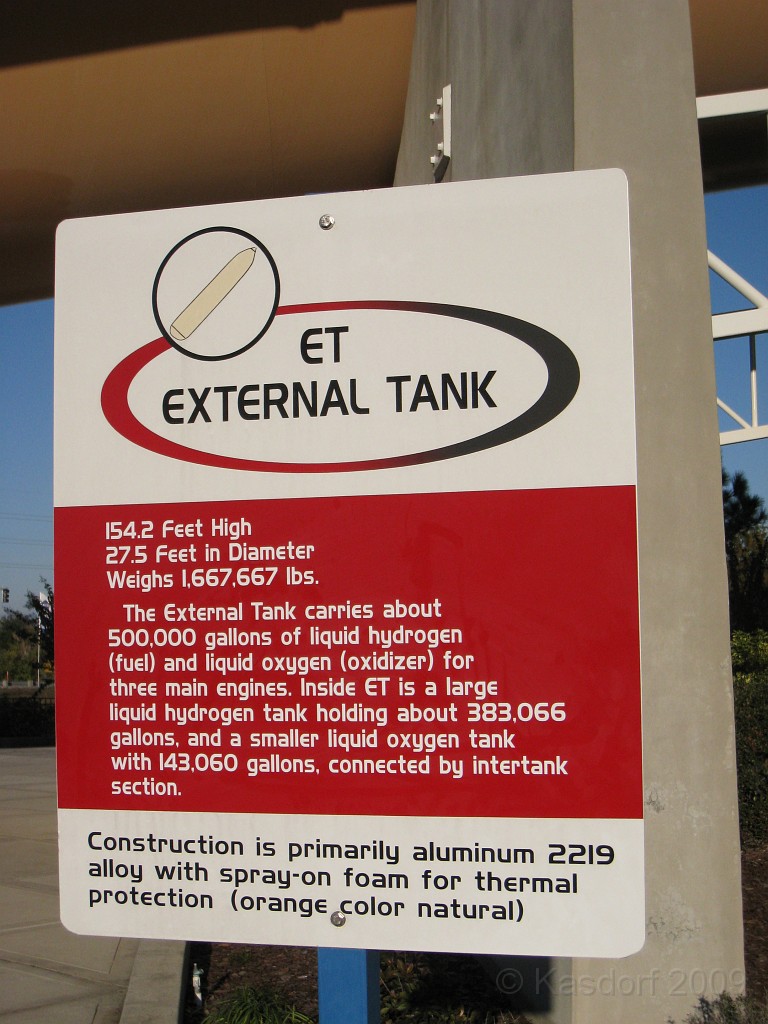 ET
EXTERNAL TANK
154.2 Feet High
27.5 Feet in Diameter
Weighs 1,667,667 lbs.
The External Tank carries about
500,000 gallons of liquid hydrogen
(fuel) and liquid oxygen (oxidizer) for
three main engines. Inside ET is a large
liquid hydrogen tank holding about 383,066
gallons, and a smaller liquid oxygen tank
with 143,060 gallons, connected by intertank
section.
Construction is primarily aluminum 2219
alloy with spray-on foam for thermal
protection (orange color natural)
© Kasdorf 2009